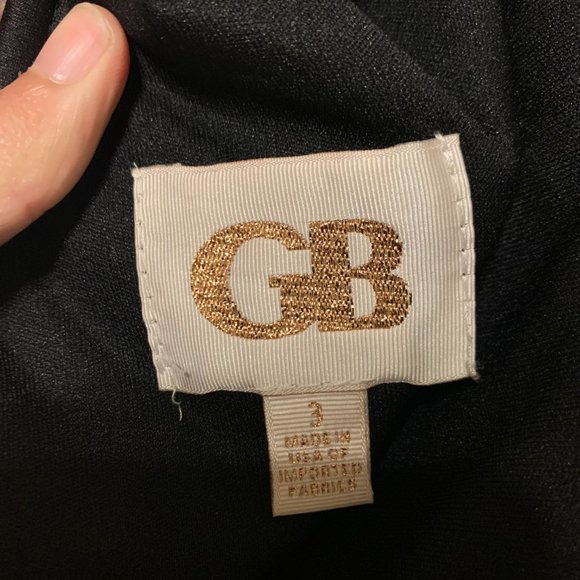 GB
3
MADE IN
USA OF
IMPORTED
FABRICS